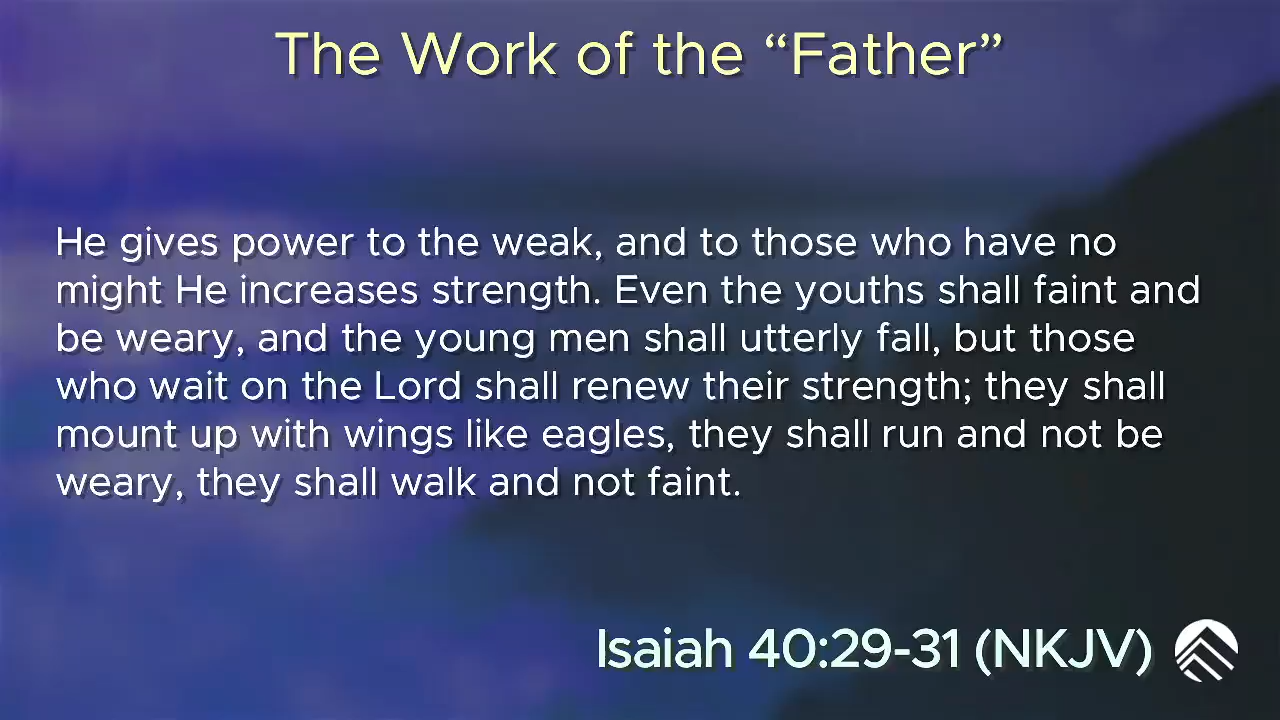 The Work of the “Father”
He gives power to the weak, and to those who have no
might He increases strength. Even the youths shall faint and
be weary, and the young men shall utterly fall, but those
who wait on the Lord shall renew their strength; they shall
mount up with wings like eagles, they shall run and not be
weary, they shall walk and not faint.
Isaiah 40:29-31 (NKJV)